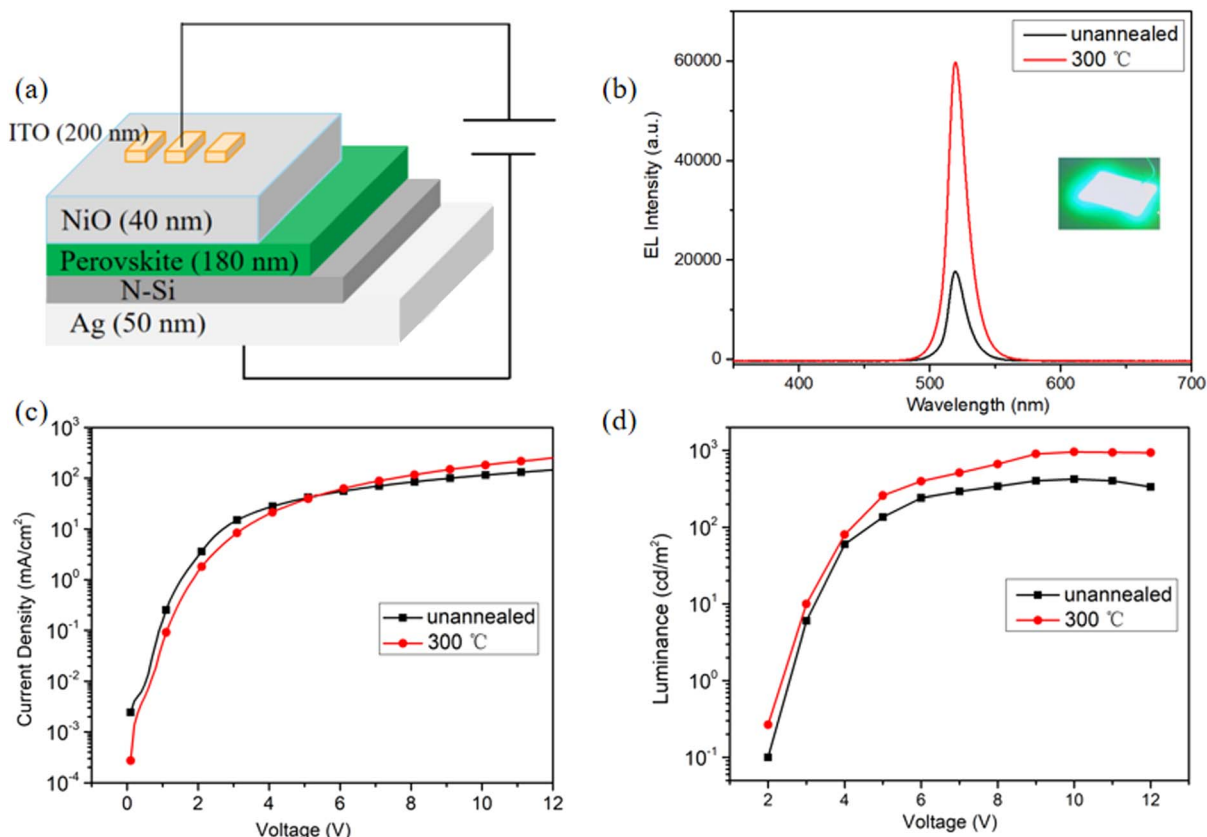 (a)
ITO (200 nm)
NiO (40 nm)
Perovskite (180 nm)
N-Si
Ag (50 nm)
(b)
unannealed
300 ℃
60000
40000
20000
0
EL Intensity (a.u.)
400 500 600 700
Wavelength (nm)
(c)
10³
10²
10¹
10⁰
10⁻¹
10⁻²
10⁻³
10⁻⁴
Current Density (mA/cm²)
unannealed
300 ℃
0 2 4 6 8 10 12
Voltage (V)
(d)
10³
10²
10¹
10⁰
10⁻¹
Luminance (cd/m²)
unannealed
300 ℃
2 4 6 8 10 12
Voltage (V)